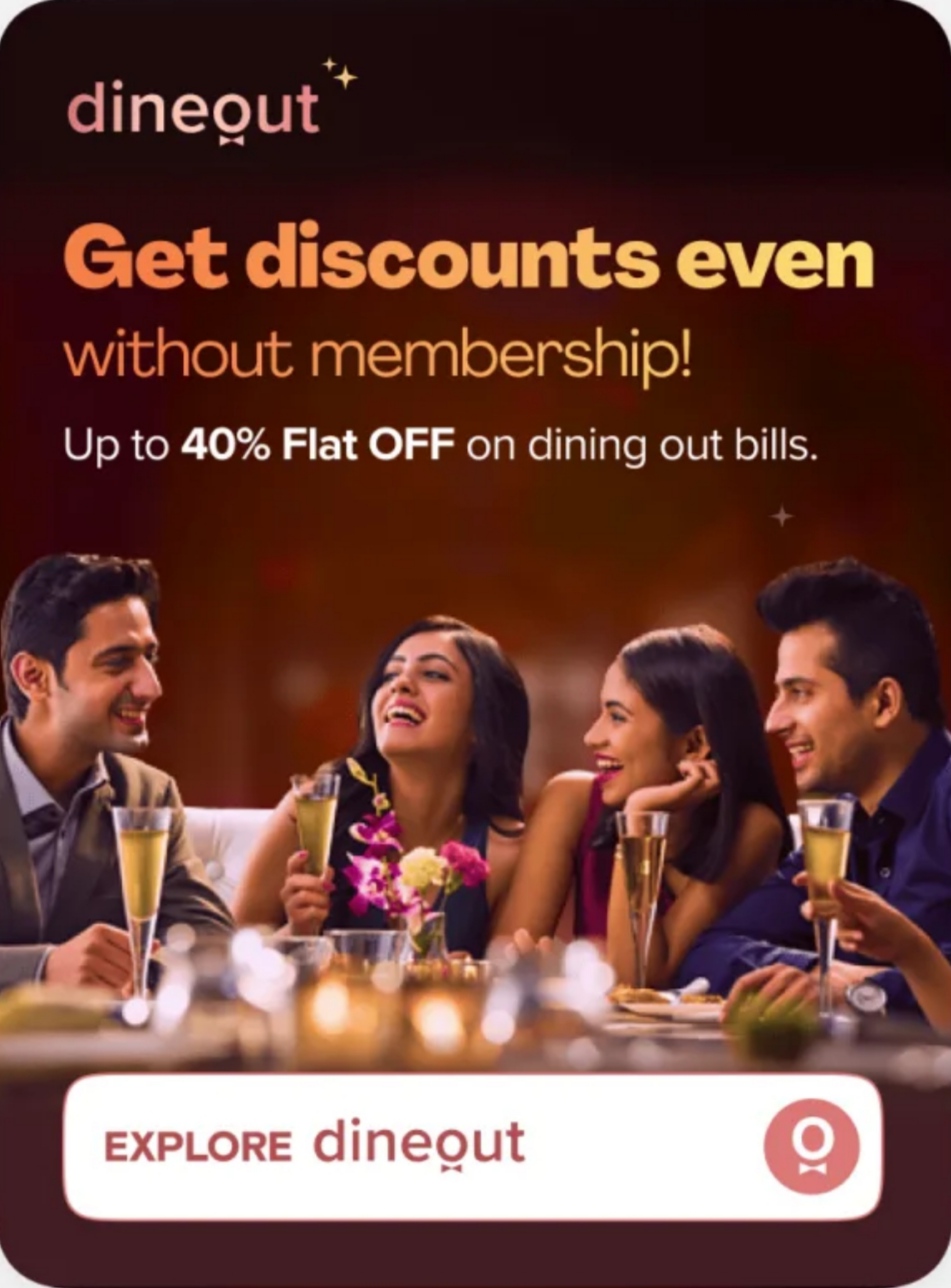 dineout
Get discounts even
without membership!
Up to 40% Flat OFF on dining out bills.
EXPLORE dineout